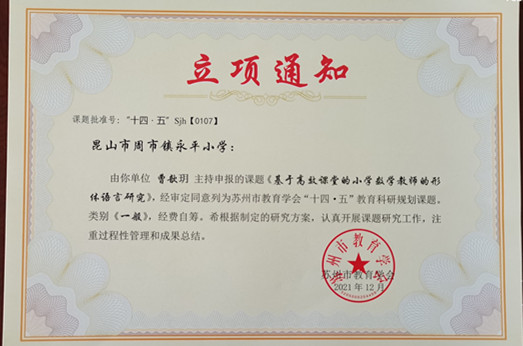 立项通知
课题批准号：“十四·五”Sjh【0107】
昆山市周市镇永平小学：
由你单位 曹歆玥 主持申报的课题《基于高效课堂的小学数学教师的形
体语言研究》，经审定同意列为苏州市教育学会“十四·五”教育科研规划课题。
类别《一般》，经费自筹。希根据制定的研究方案，认真开展课题研究工作，注
重过程性管理和成果总结。
苏州市教育学会
苏州市教育学会
2021年12月